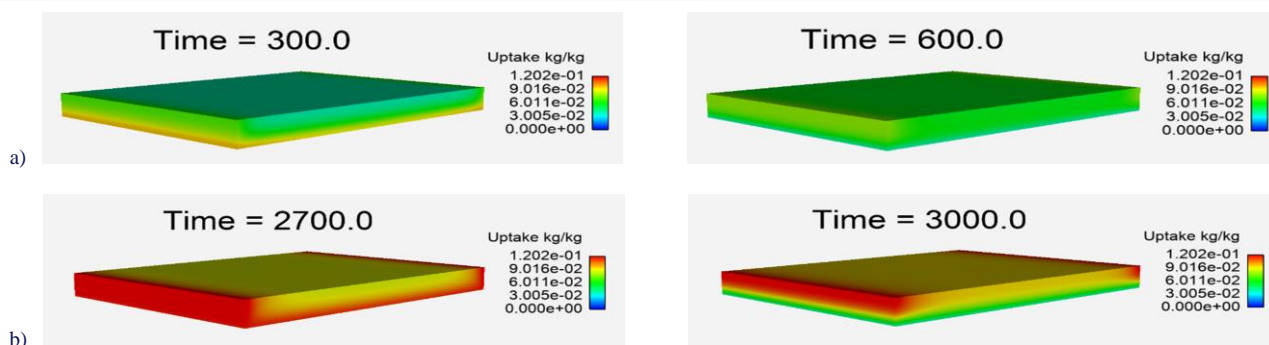 Time = 300.0
Uptake kg/kg
1.202e-01
9.016e-02
6.011e-02
3.005e-02
0.000e+00
Time = 600.0
Uptake kg/kg
1.202e-01
9.016e-02
6.011e-02
3.005e-02
0.000e+00
a)
Time = 2700.0
Uptake kg/kg
1.202e-01
9.016e-02
6.011e-02
3.005e-02
0.000e+00
Time = 3000.0
Uptake kg/kg
1.202e-01
9.016e-02
6.011e-02
3.005e-02
0.000e+00
b)